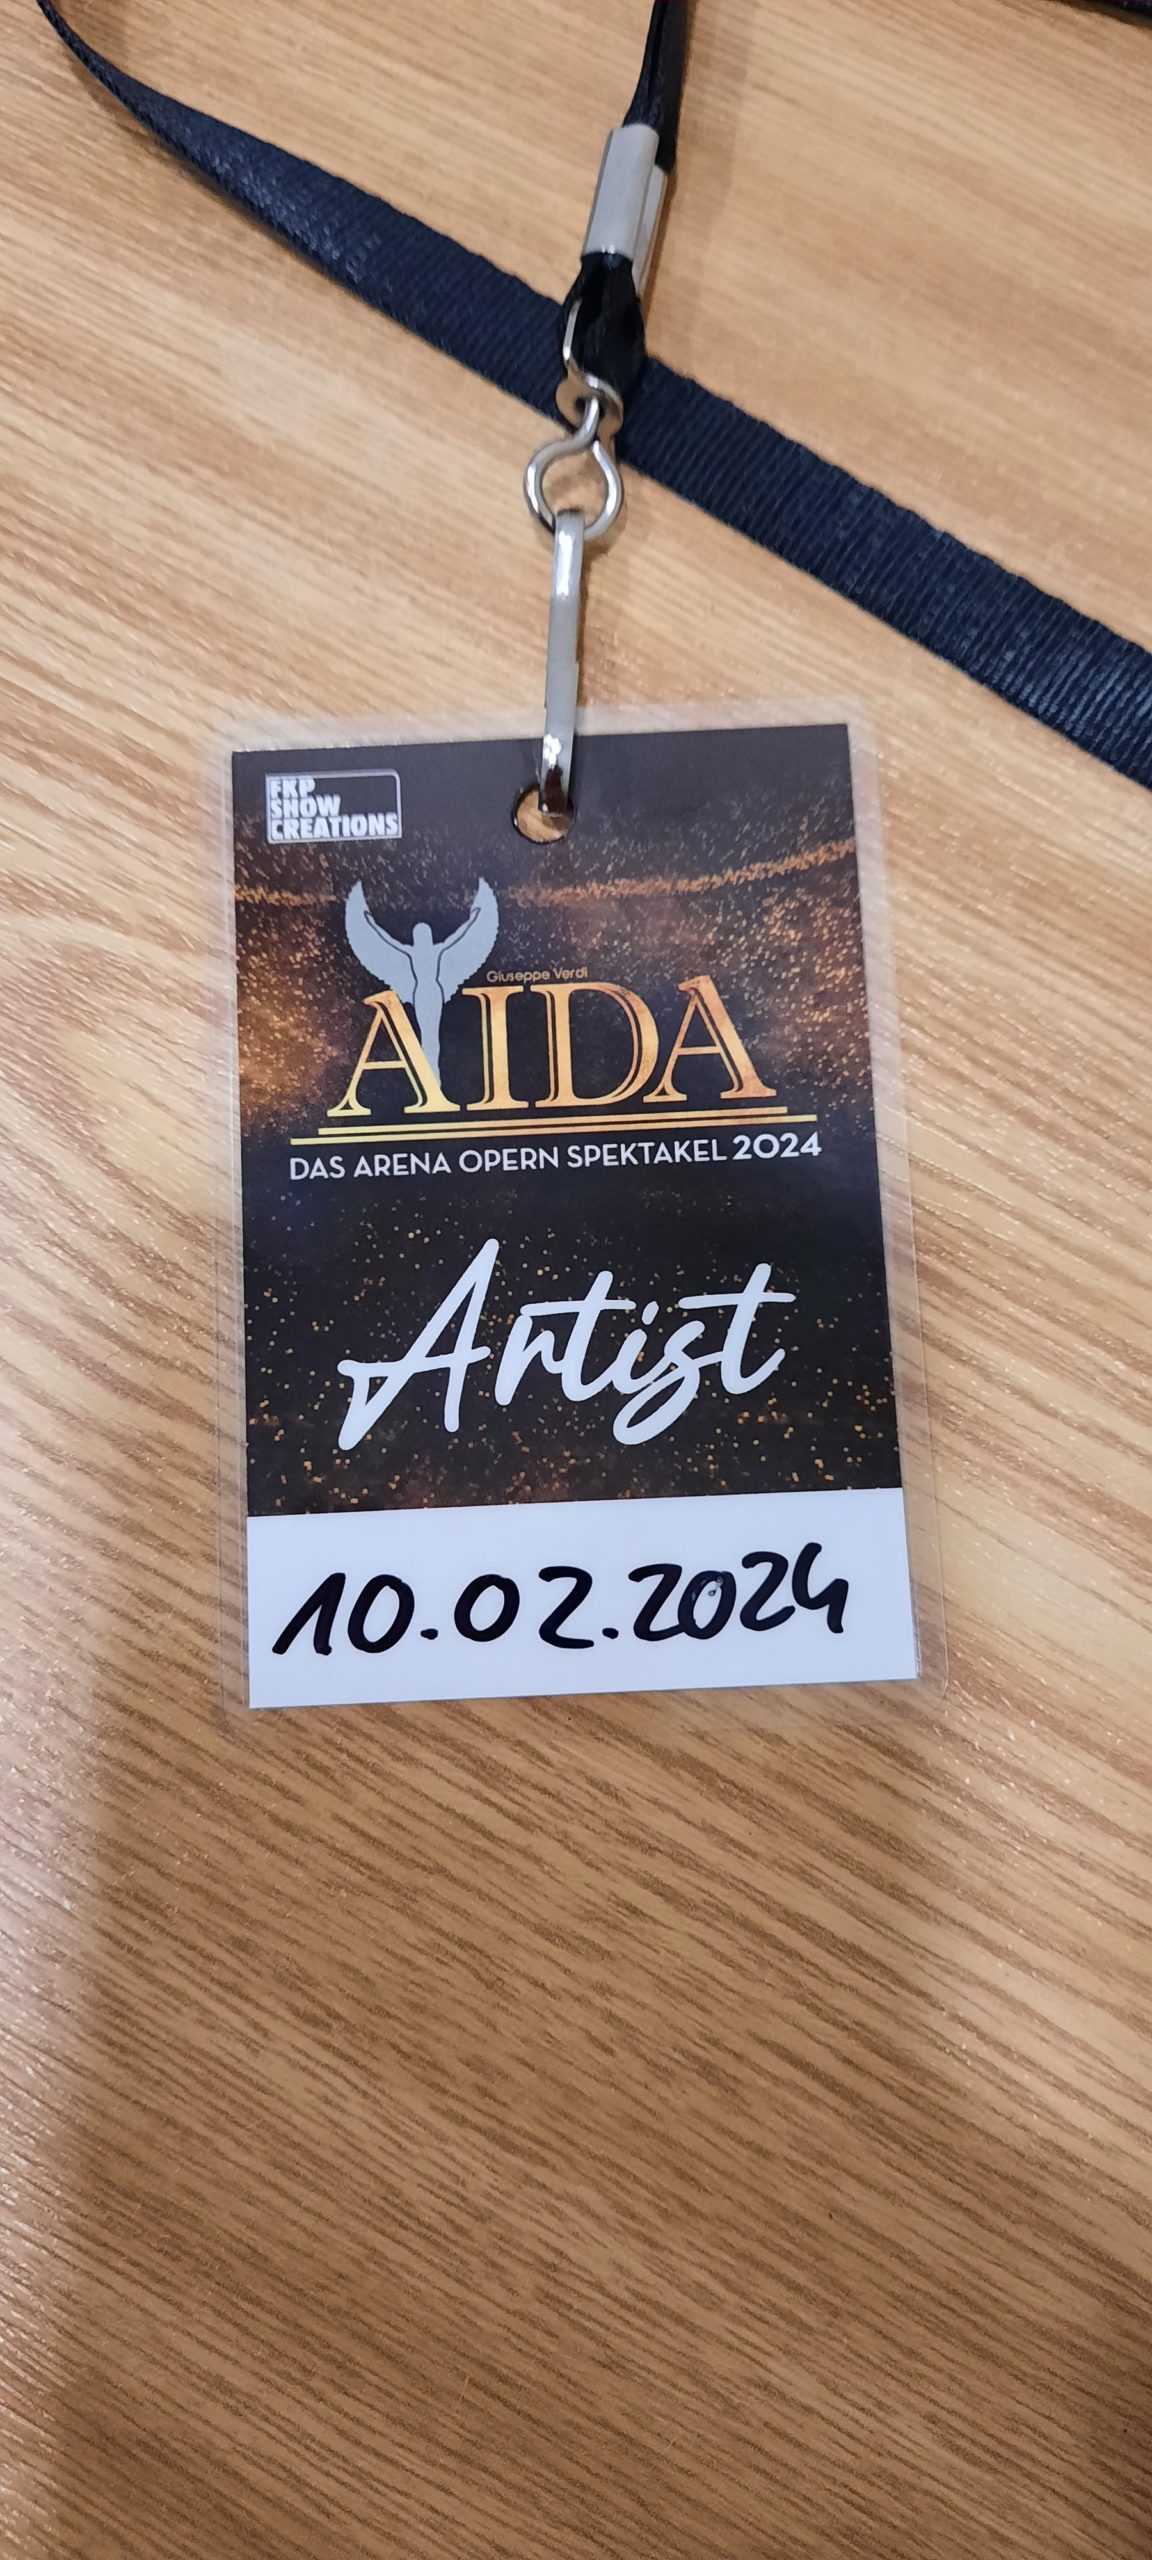 FKP
SHOW
CREATIONS
Giuseppe Verdi
AIDA
DAS ARENA OPERN SPEKTAKEL 2024
Artist
10.02.2024